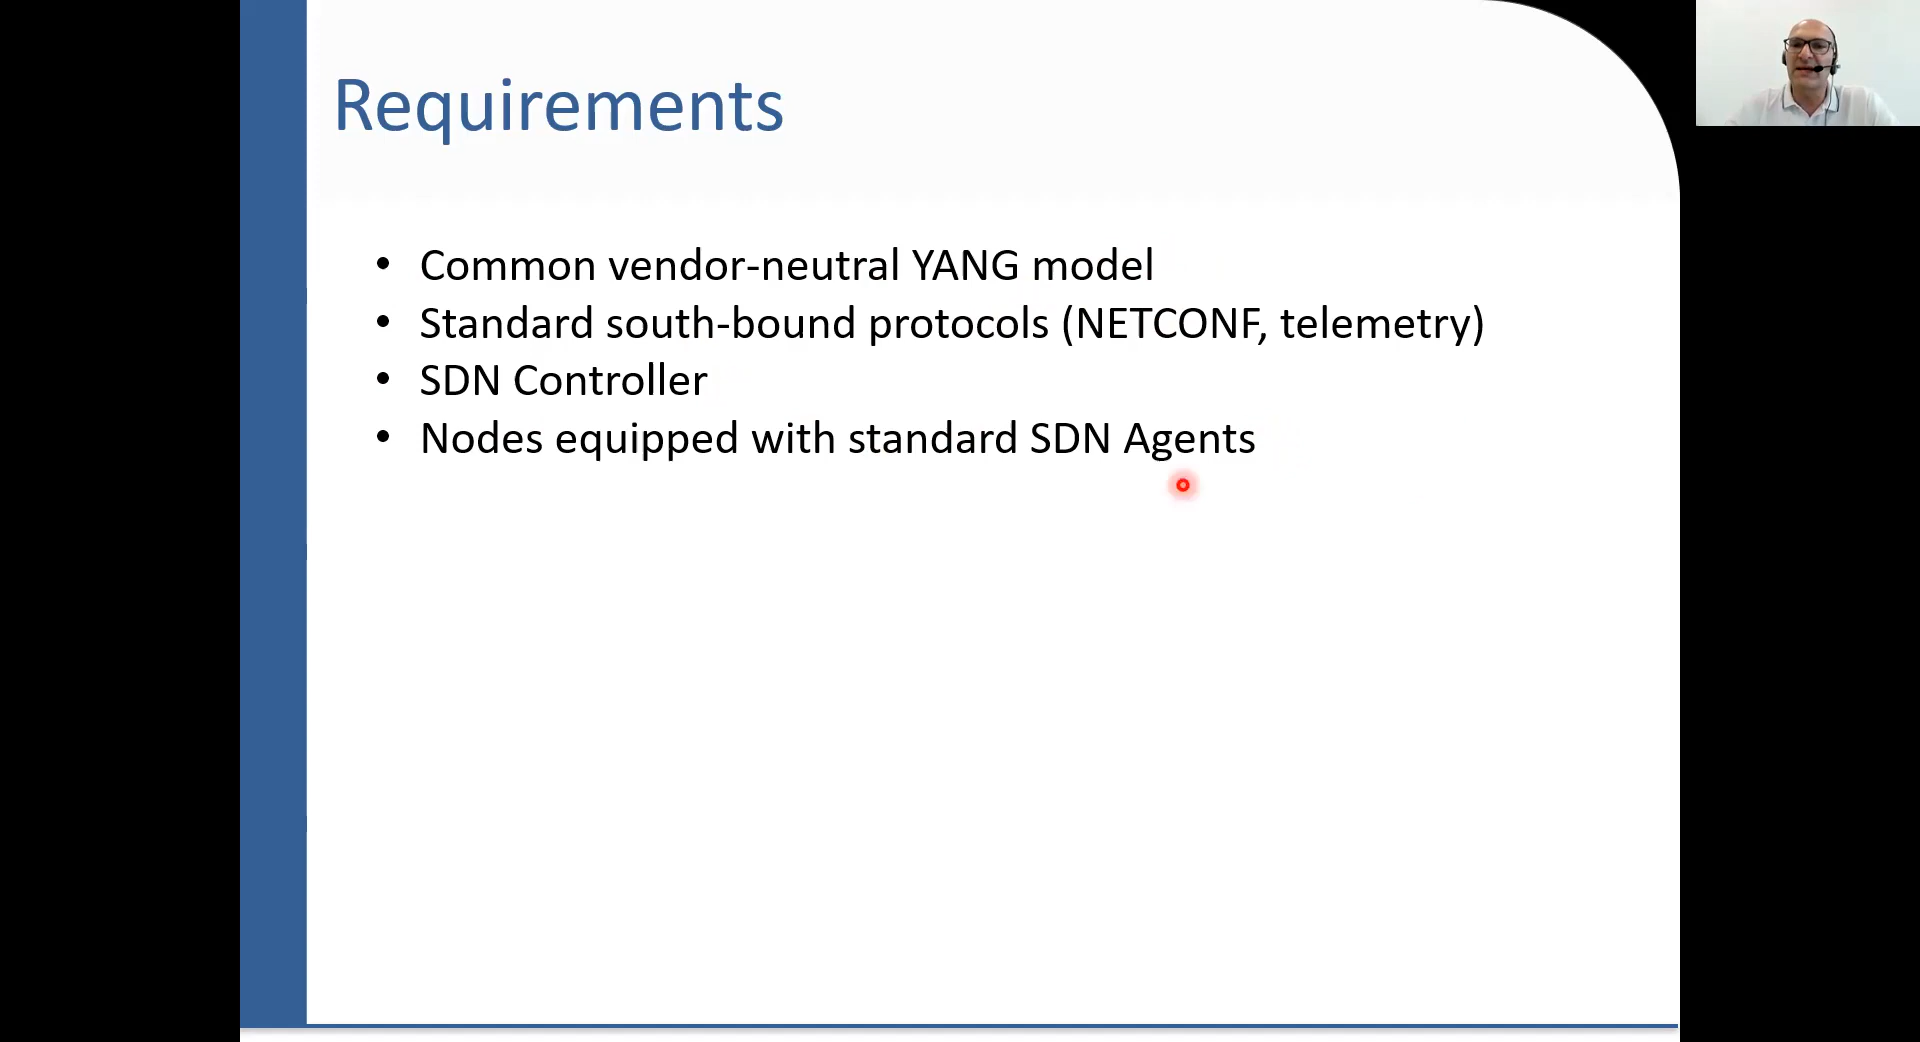 Requirements
• Common vendor-neutral YANG model
• Standard south-bound protocols (NETCONF, telemetry)
• SDN Controller
• Nodes equipped with standard SDN Agents